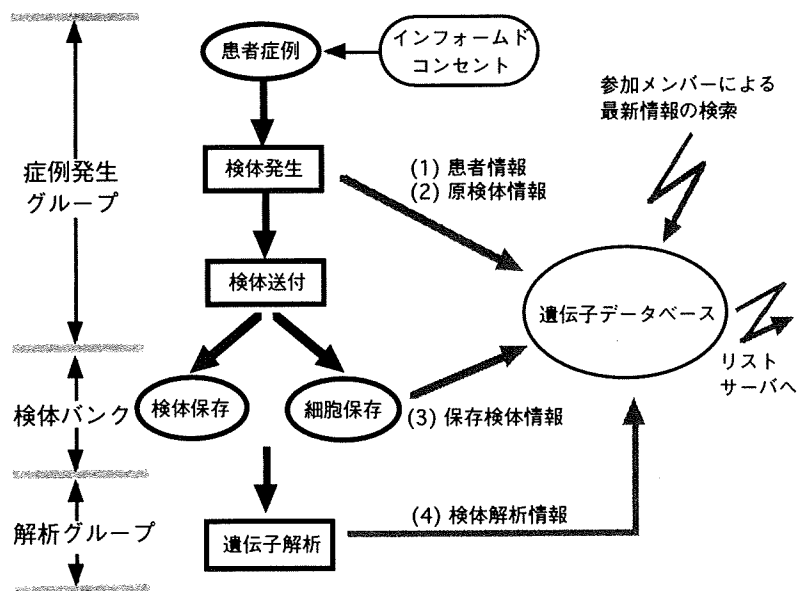 患者症例
インフォームド
コンセント
参加メンバーによる
最新情報の検索
症例発生
グループ
検体発生
(1) 患者情報
(2) 原検体情報
検体送付
遺伝子データベース
リスト
サーバへ
検体バンク
検体保存
細胞保存
(3) 保存検体情報
解析グループ
遺伝子解析
(4) 検体解析情報